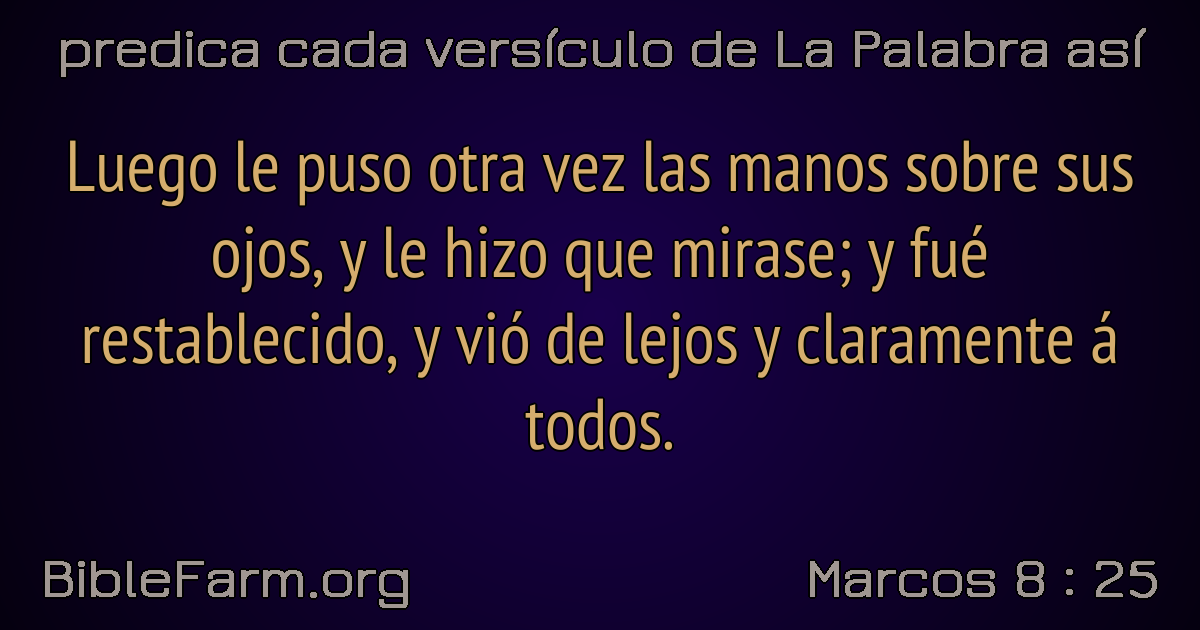 predica cada versículo de La Palabra así
Luego le puso otra vez las manos sobre sus
ojos, y le hizo que mirase; y fué
restablecido, y vió de lejos y claramente á
todos.
BibleFarm.org
Marcos 8 : 25